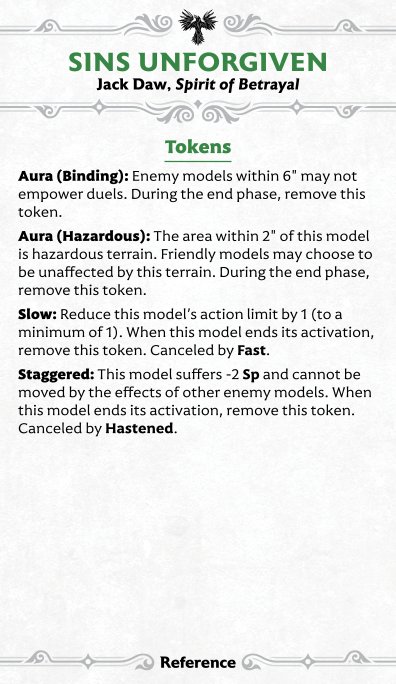 SINS UNFORGIVEN
Jack Daw, Spirit of Betrayal
Tokens
Aura (Binding): Enemy models within 6" may not
empower duels. During the end phase, remove this
token.
Aura (Hazardous): The area within 2" of this model
is hazardous terrain. Friendly models may choose to
be unaffected by this terrain. During the end phase,
remove this token.
Slow: Reduce this model's action limit by 1 (to a
minimum of 1). When this model ends its activation,
remove this token. Canceled by Fast.
Staggered: This model suffers -2 Sp and cannot be
moved by the effects of other enemy models. When
this model ends its activation, remove this token.
Canceled by Hastened.
Reference